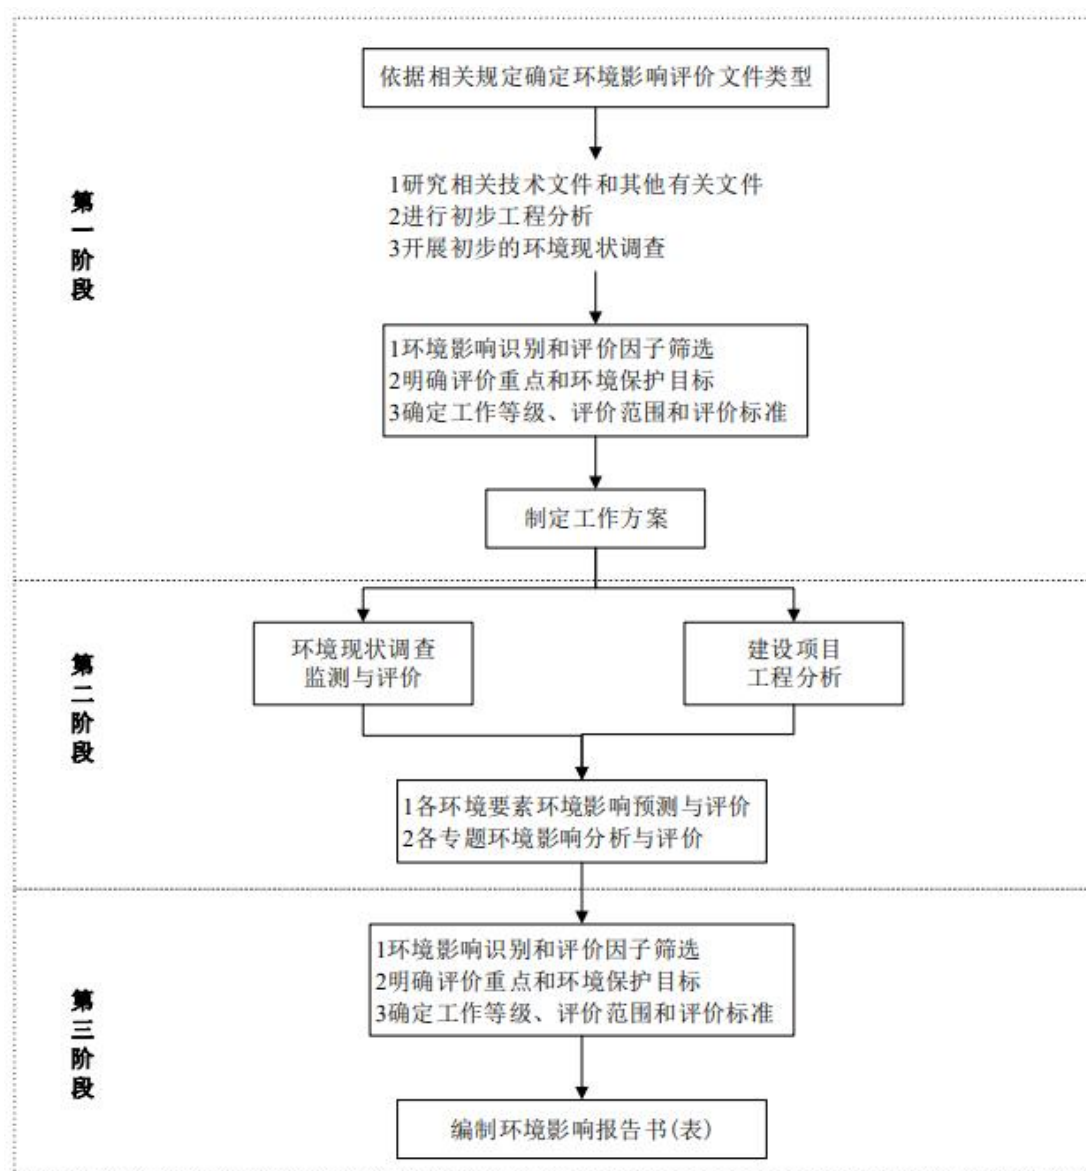 依据相关规定确定环境影响评价文件类型
第一阶段
1研究相关技术文件和其他有关文件
2进行初步工程分析
3开展初步的环境现状调查
1环境影响识别和评价因子筛选
2明确评价重点和环境保护目标
3确定工作等级、评价范围和评价标准
制定工作方案
第二阶段
环境现状调查
监测与评价
建设项目
工程分析
1各环境要素环境影响预测与评价
2各专题环境影响分析与评价
第三阶段
1环境影响识别和评价因子筛选
2明确评价重点和环境保护目标
3确定工作等级、评价范围和评价标准
编制环境影响报告书(表)